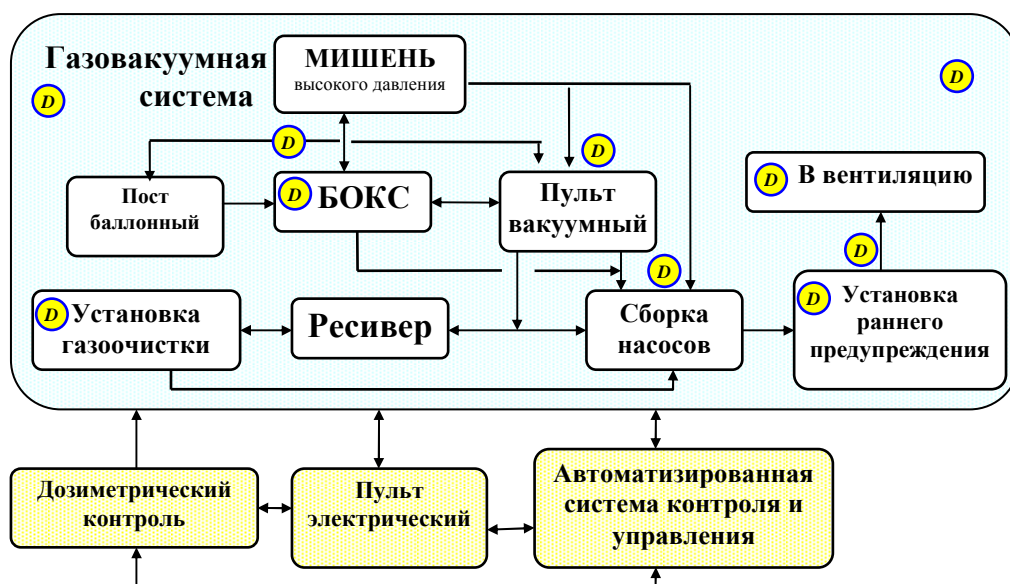 Газовакуумная
система
D
МИШЕНЬ
высокого давления
D
D
D
D
Пост
баллонный
D
БОКС
Пульт
вакуумный
D
В вентиляцию
D
D
D
Установка
газоочистки
Ресивер
Сборка
насосов
D
Установка
раннего
предупреждения
Дозиметрический
контроль
Пульт
электрический
Автоматизированная
система контроля и
управления